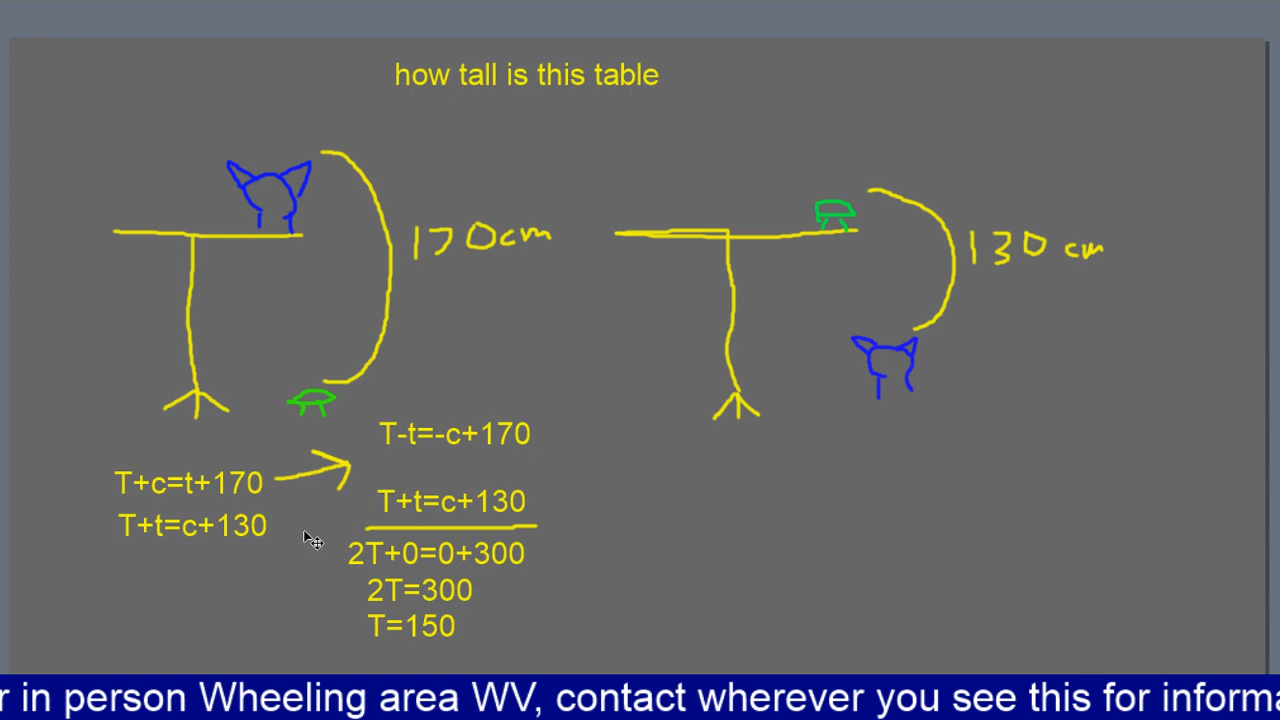 how tall is this table
170cm
130 cm
T-t=-c+170
T+c=t+170
T+t=c+130
T+t=c+130
2T+0=0+300
2T=300
T=150
r in person Wheeling area WV, contact wherever you see this for informa